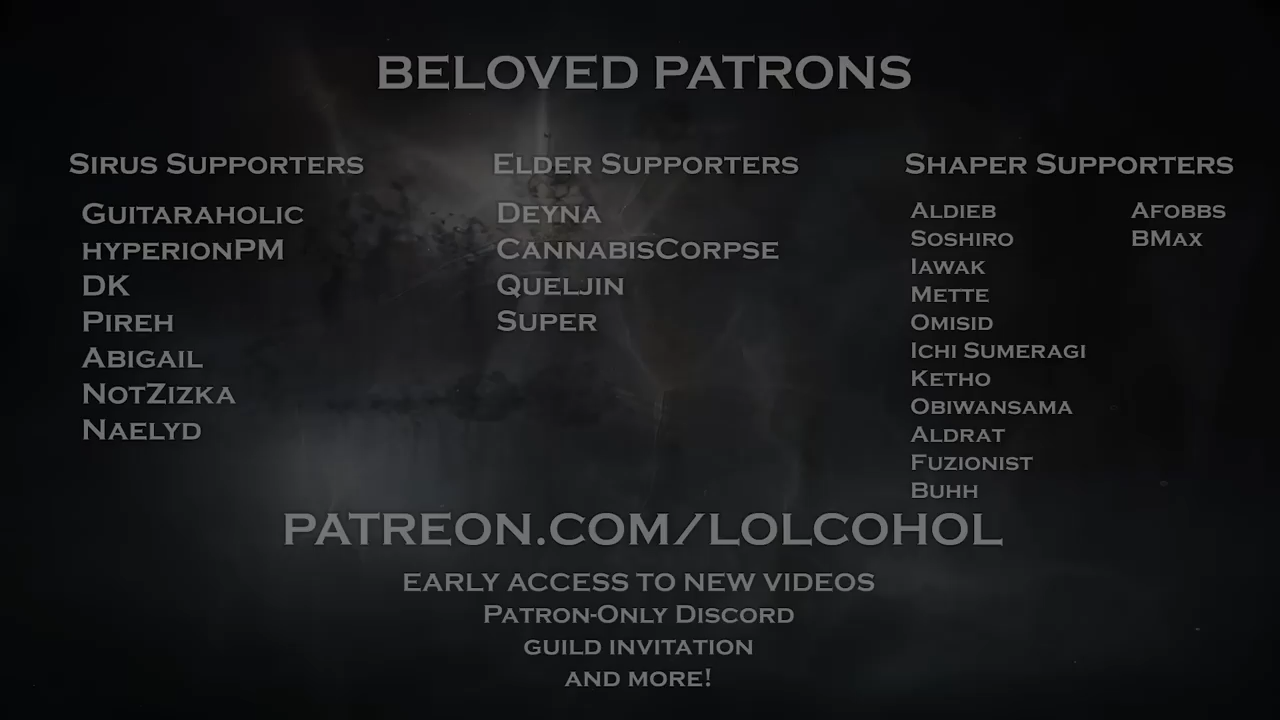 BELOVED PATRONS
SIRUS SUPPORTERS
GUITARAHOLIC
HYPERIONPM
DK
PIREH
ABIGAIL
NOTZIZKA
NAELYD
ELDER SUPPORTERS
DEYNA
CANNABISCORPSE
QUELJIN
SUPER
SHAPER SUPPORTERS
ALDIEB
SOSHIRO
IAWAK
METTE
OMISID
ICHI SUMERAGI
KETHO
OBIWANSAMA
ALDRAT
FUZIONIST
BUHH
AFOBBS
BMAX
PATREON.COM/LOLCOHOL
EARLY ACCESS TO NEW VIDEOS
PATRON-ONLY DISCORD
GUILD INVITATION
AND MORE!